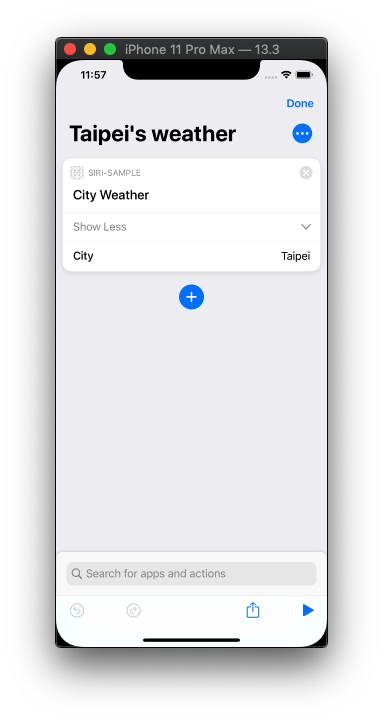 iPhone 11 Pro Max — 13.3
11:57
Done
Taipei's weather
SIRI-SAMPLE
City Weather
Show Less
City Taipei
Search for apps and actions